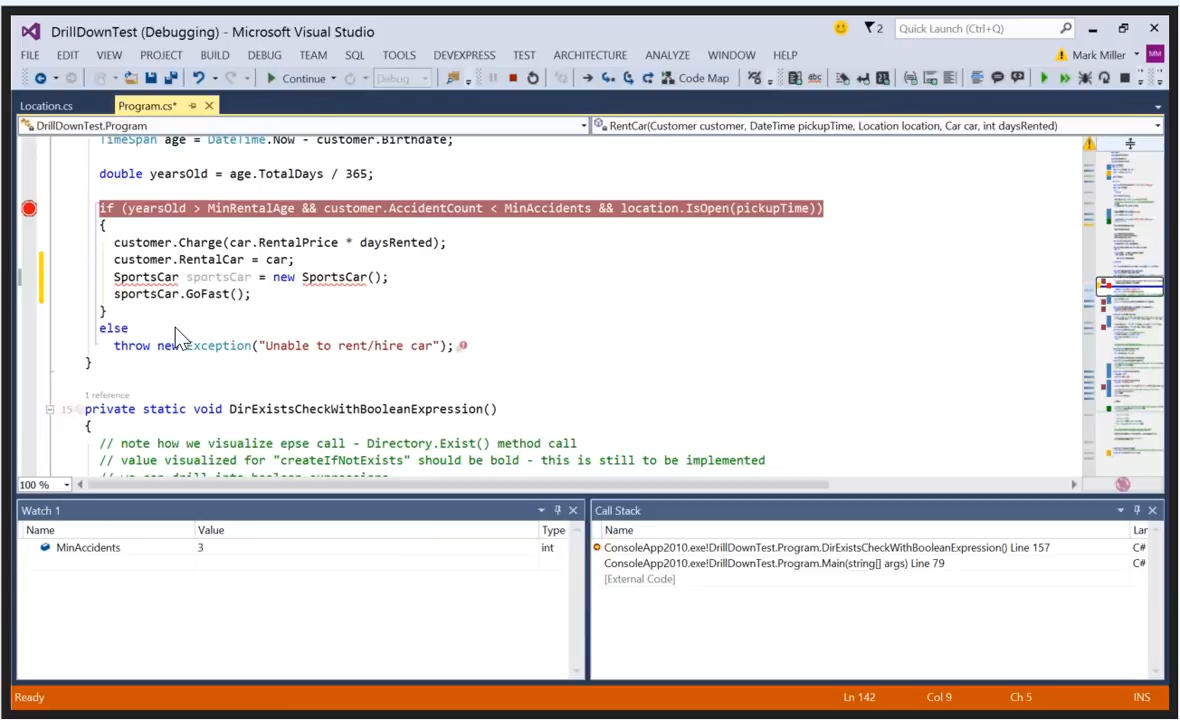 DrillDownTest (Debugging) - Microsoft Visual Studio
2
Quick Launch (Ctrl+Q)
FILE EDIT VIEW PROJECT BUILD DEBUG TEAM SQL TOOLS DEVEXPRESS TEST ARCHITECTURE ANALYZE WINDOW HELP
Mark Miller MM
Continue Debug Code Map abc
Location.cs Program.cs*
DrillDownTest.Program RentCar(Customer customer, DateTime pickupTime, Location location, Car car, int daysRented)
TimeSpan age = DateTime.Now - customer.Birthdate;
double yearsOld = age.TotalDays / 365;
if (yearsOld > MinRentalAge && customer.AccidentCount < MinAccidents && location.IsOpen(pickupTime))
{
customer.Charge(car.RentalPrice * daysRented);
customer.RentalCar = car;
SportsCar sportsCar = new SportsCar();
sportsCar.GoFast();
}
else
throw new Exception("Unable to rent/hire car");
}
1 reference
private static void DirExistsCheckWithBooleanExpression()
{
// note how we visualize epse call - Directory.Exist() method call
// value visualized for "createIfNotExists" should be bold - this is still to be implemented
100 %
Watch 1
Name Value Type
MinAccidents 3 int
Call Stack
Name Lar
ConsoleApp2010.exe!DrillDownTest.Program.DirExistsCheckWithBooleanExpression() Line 157 C#
ConsoleApp2010.exe!DrillDownTest.Program.Main(string[] args) Line 79 C#
[External Code]
Ready Ln 142 Col 9 Ch 5 INS